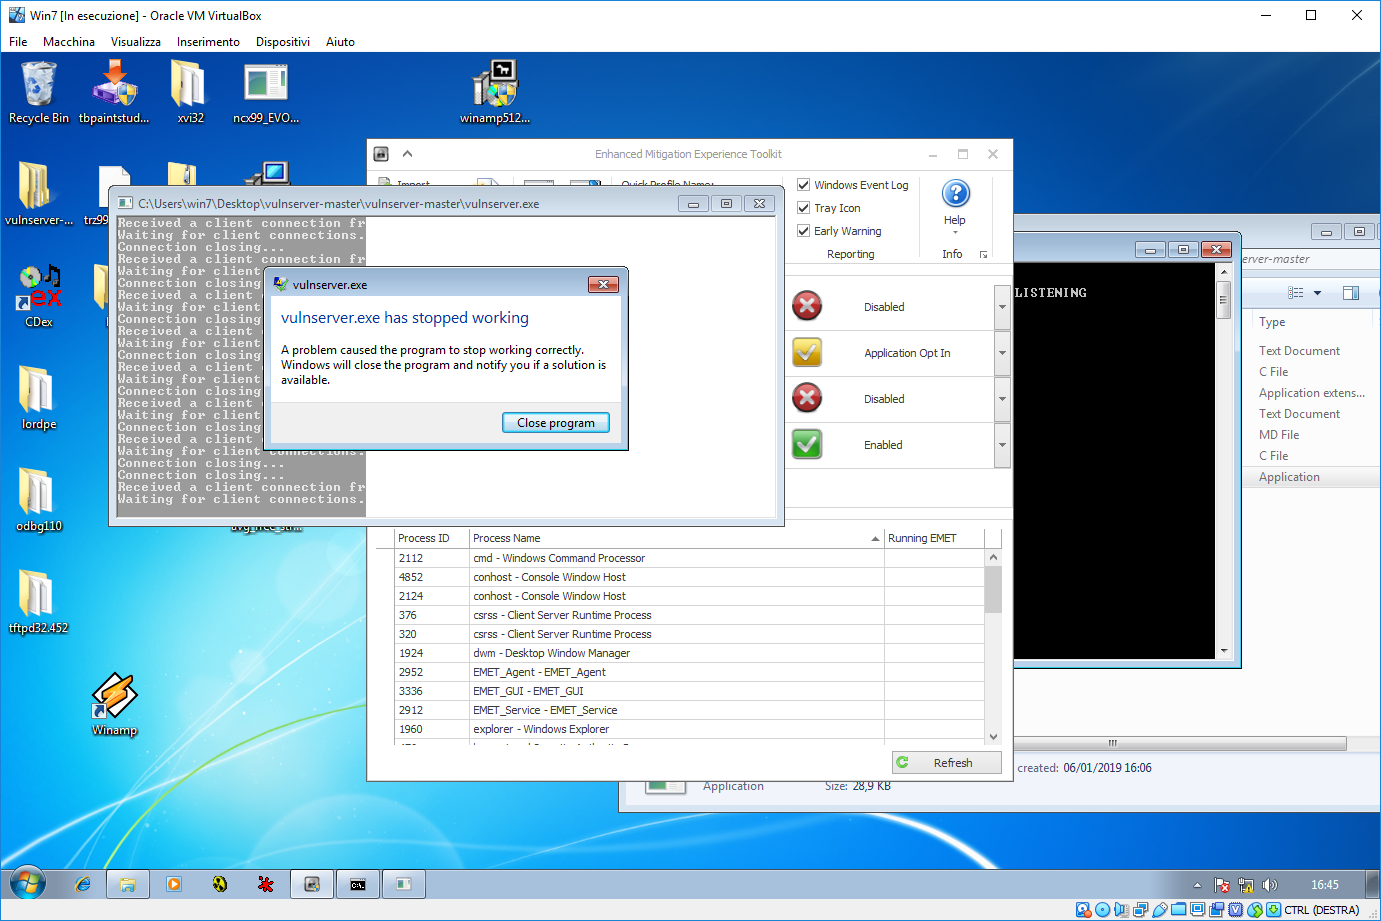 Win7 [In esecuzione] - Oracle VM VirtualBox
File Macchina Visualizza Inserimento Dispositivi Aiuto
Recycle Bin
tbpaintstud...
xvi32
ncx99_EVO...
winamp512...
vulnserver-...
trz99
CDex
lordpe
odbg110
tftpd32.452
Winamp
Enhanced Mitigation Experience Toolkit
Import
Quick Profile Name:
Windows Event Log
Tray Icon
Early Warning
Reporting
Help
Info
Disabled
Application Opt In
Disabled
Enabled
C:\Users\win7\Desktop\vulnserver-master\vulnserver-master\vulnserver.exe
Received a client connection fr
Waiting for client connections.
Connection closing...
Received a client connection fr
Waiting for client
Connection closing
Received a client
Waiting for client
Connection closing
Received a client
Waiting for client
Connection closing
Received a client
Waiting for client
Connection closing
Received a client
Waiting for client
Connection closing
Received a client
Waiting for client connections.
Connection closing...
Received a client connection fr
Waiting for client connections.
vulnserver.exe
vulnserver.exe has stopped working
A problem caused the program to stop working correctly.
Windows will close the program and notify you if a solution is
available.
Close program
LISTENING
erver-master
Type
Text Document
C File
Application extens...
Text Document
MD File
C File
Application
Process ID Process Name Running EMET
2112 cmd - Windows Command Processor
4852 conhost - Console Window Host
2124 conhost - Console Window Host
376 csrss - Client Server Runtime Process
320 csrss - Client Server Runtime Process
1924 dwm - Desktop Window Manager
2952 EMET_Agent - EMET_Agent
3336 EMET_GUI - EMET_GUI
2912 EMET_Service - EMET_Service
1960 explorer - Windows Explorer
Refresh
created: 06/01/2019 16:06
Application Size: 28,9 KB
16:45
CTRL (DESTRA)